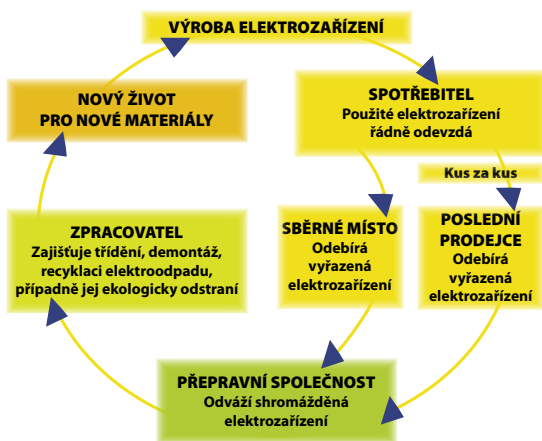 VÝROBA ELEKTROZAŘÍZENÍ
NOVÝ ŽIVOT
PRO NOVÉ MATERIÁLY
SPOTŘEBITEL
Použité elektrozařízení
řádně odevzdá
Kus za kus
ZPRACOVATEL
Zajišťuje třídění, demontáž,
recyklaci elektroodpadu,
případně jej ekologicky odstraní
SBĚRNÉ MÍSTO
Odebírá
vyřazená
elektrozařízení
POSLEDNÍ
PRODEJCE
Odebírá
vyřazená
elektrozařízení
PŘEPRAVNÍ SPOLEČNOST
Odváží shromážděná
elektrozařízení